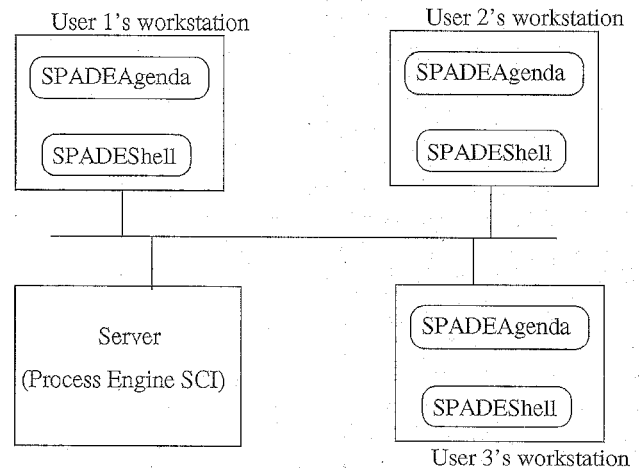 User 1's workstation
SPADEAgenda
SPADEShell
User 2's workstation
SPADEAgenda
SPADEShell
Server
(Process Engine SCI)
SPADEAgenda
SPADEShell
User 3's workstation